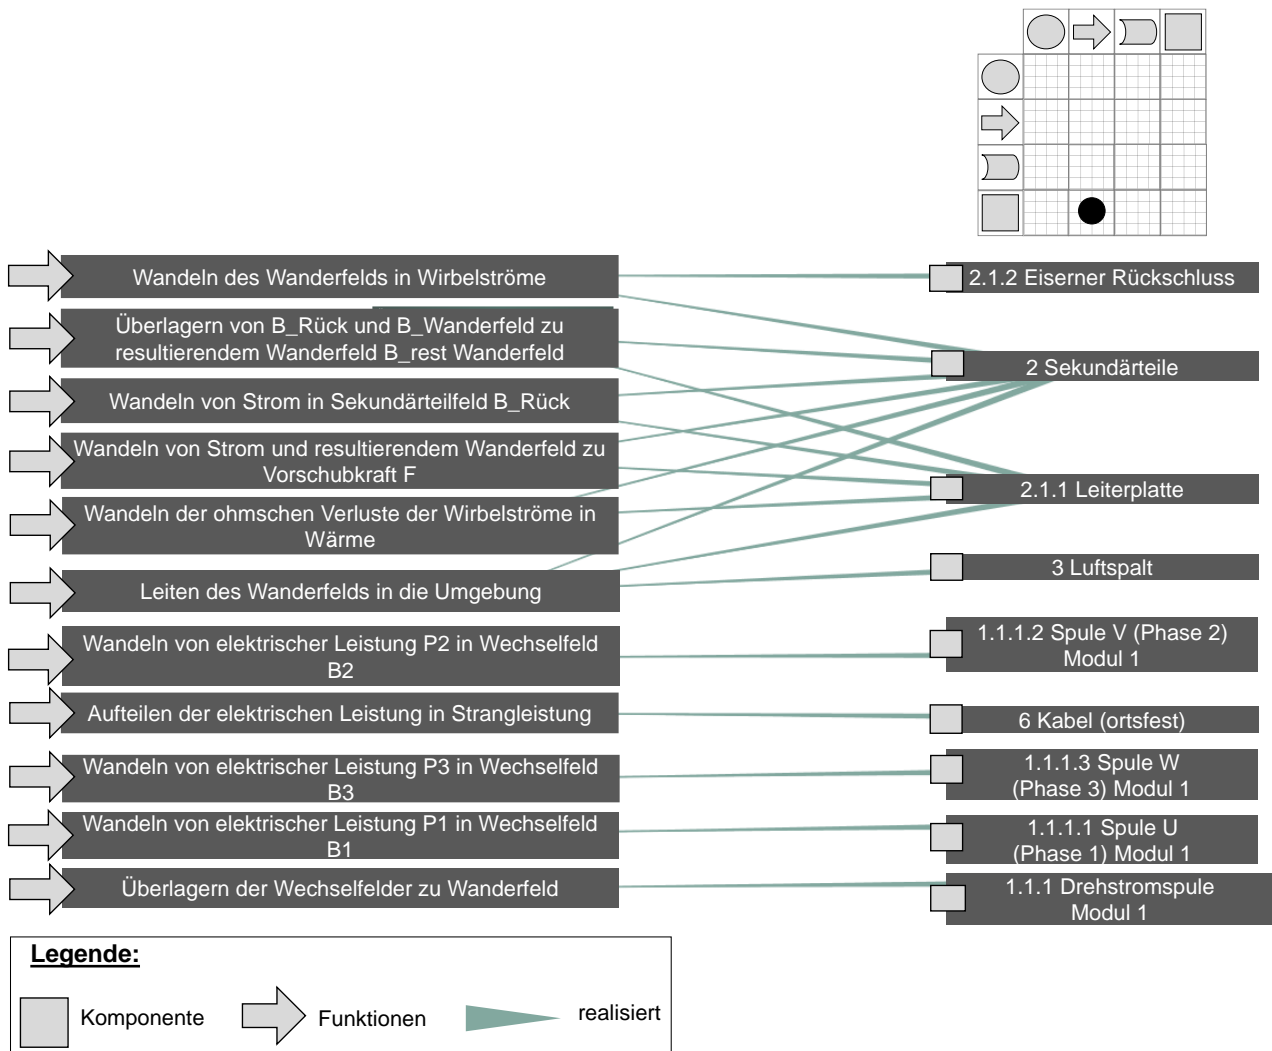 Wandeln des Wanderfelds in Wirbelströme
2.1.2 Eiserner Rückschluss
Überlagern von B_Rück und B_Wanderfeld zu
resultierendem Wanderfeld B_rest Wanderfeld
2 Sekundärteile
Wandeln von Strom in Sekundärteilfeld B_Rück
Wandeln von Strom und resultierendem Wanderfeld zu
Vorschubkraft F
2.1.1 Leiterplatte
Wandeln der ohmschen Verluste der Wirbelströme in
Wärme
Leiten des Wanderfelds in die Umgebung
3 Luftspalt
Wandeln von elektrischer Leistung P2 in Wechselfeld
B2
1.1.1.2 Spule V (Phase 2)
Modul 1
Aufteilen der elektrischen Leistung in Strangleistung
6 Kabel (ortsfest)
Wandeln von elektrischer Leistung P3 in Wechselfeld
B3
1.1.1.3 Spule W
(Phase 3) Modul 1
Wandeln von elektrischer Leistung P1 in Wechselfeld
B1
1.1.1.1 Spule U
(Phase 1) Modul 1
Überlagern der Wechselfelder zu Wanderfeld
1.1.1 Drehstromspule
Modul 1
Legende:
Komponente
Funktionen
realisiert